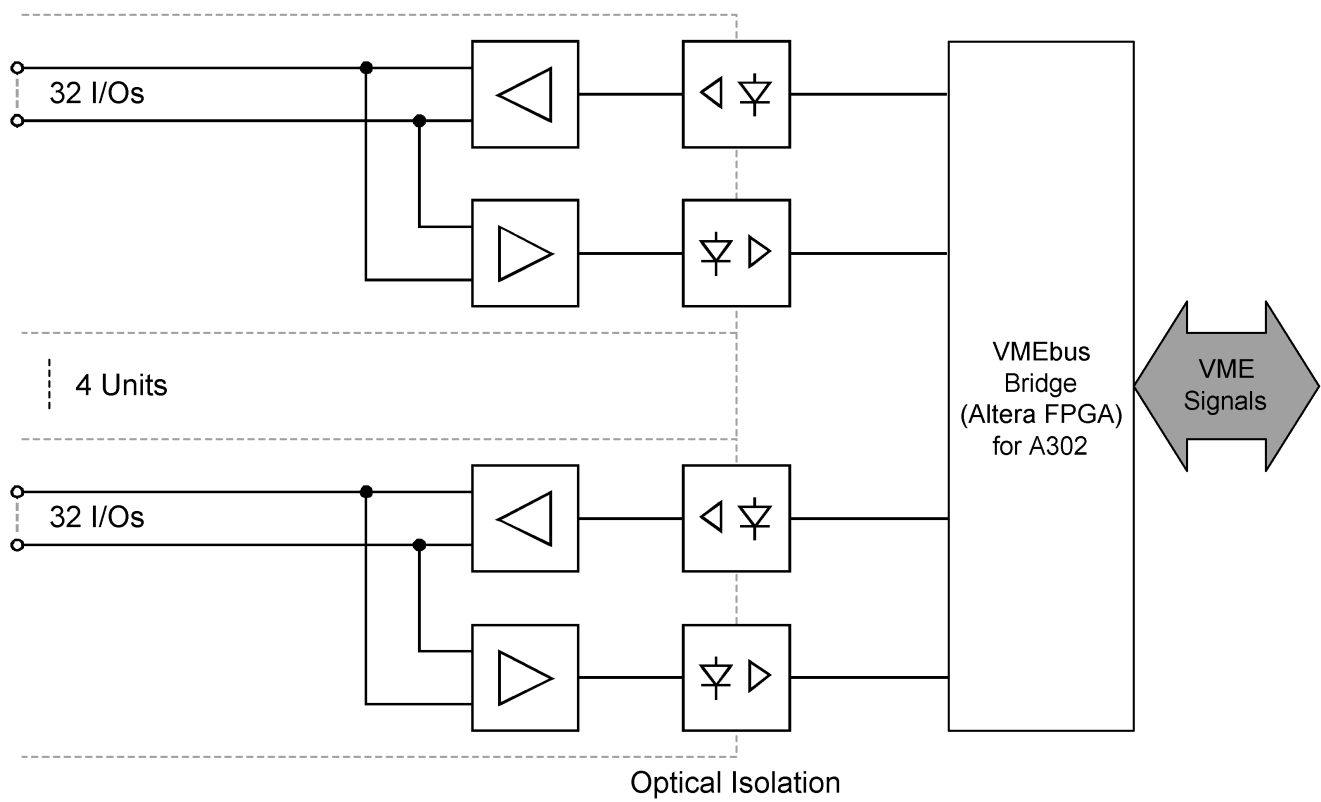 32 I/Os
4 Units
VMEbus
Bridge
(Altera FPGA)
for A302
VME
Signals
32 I/Os
Optical Isolation